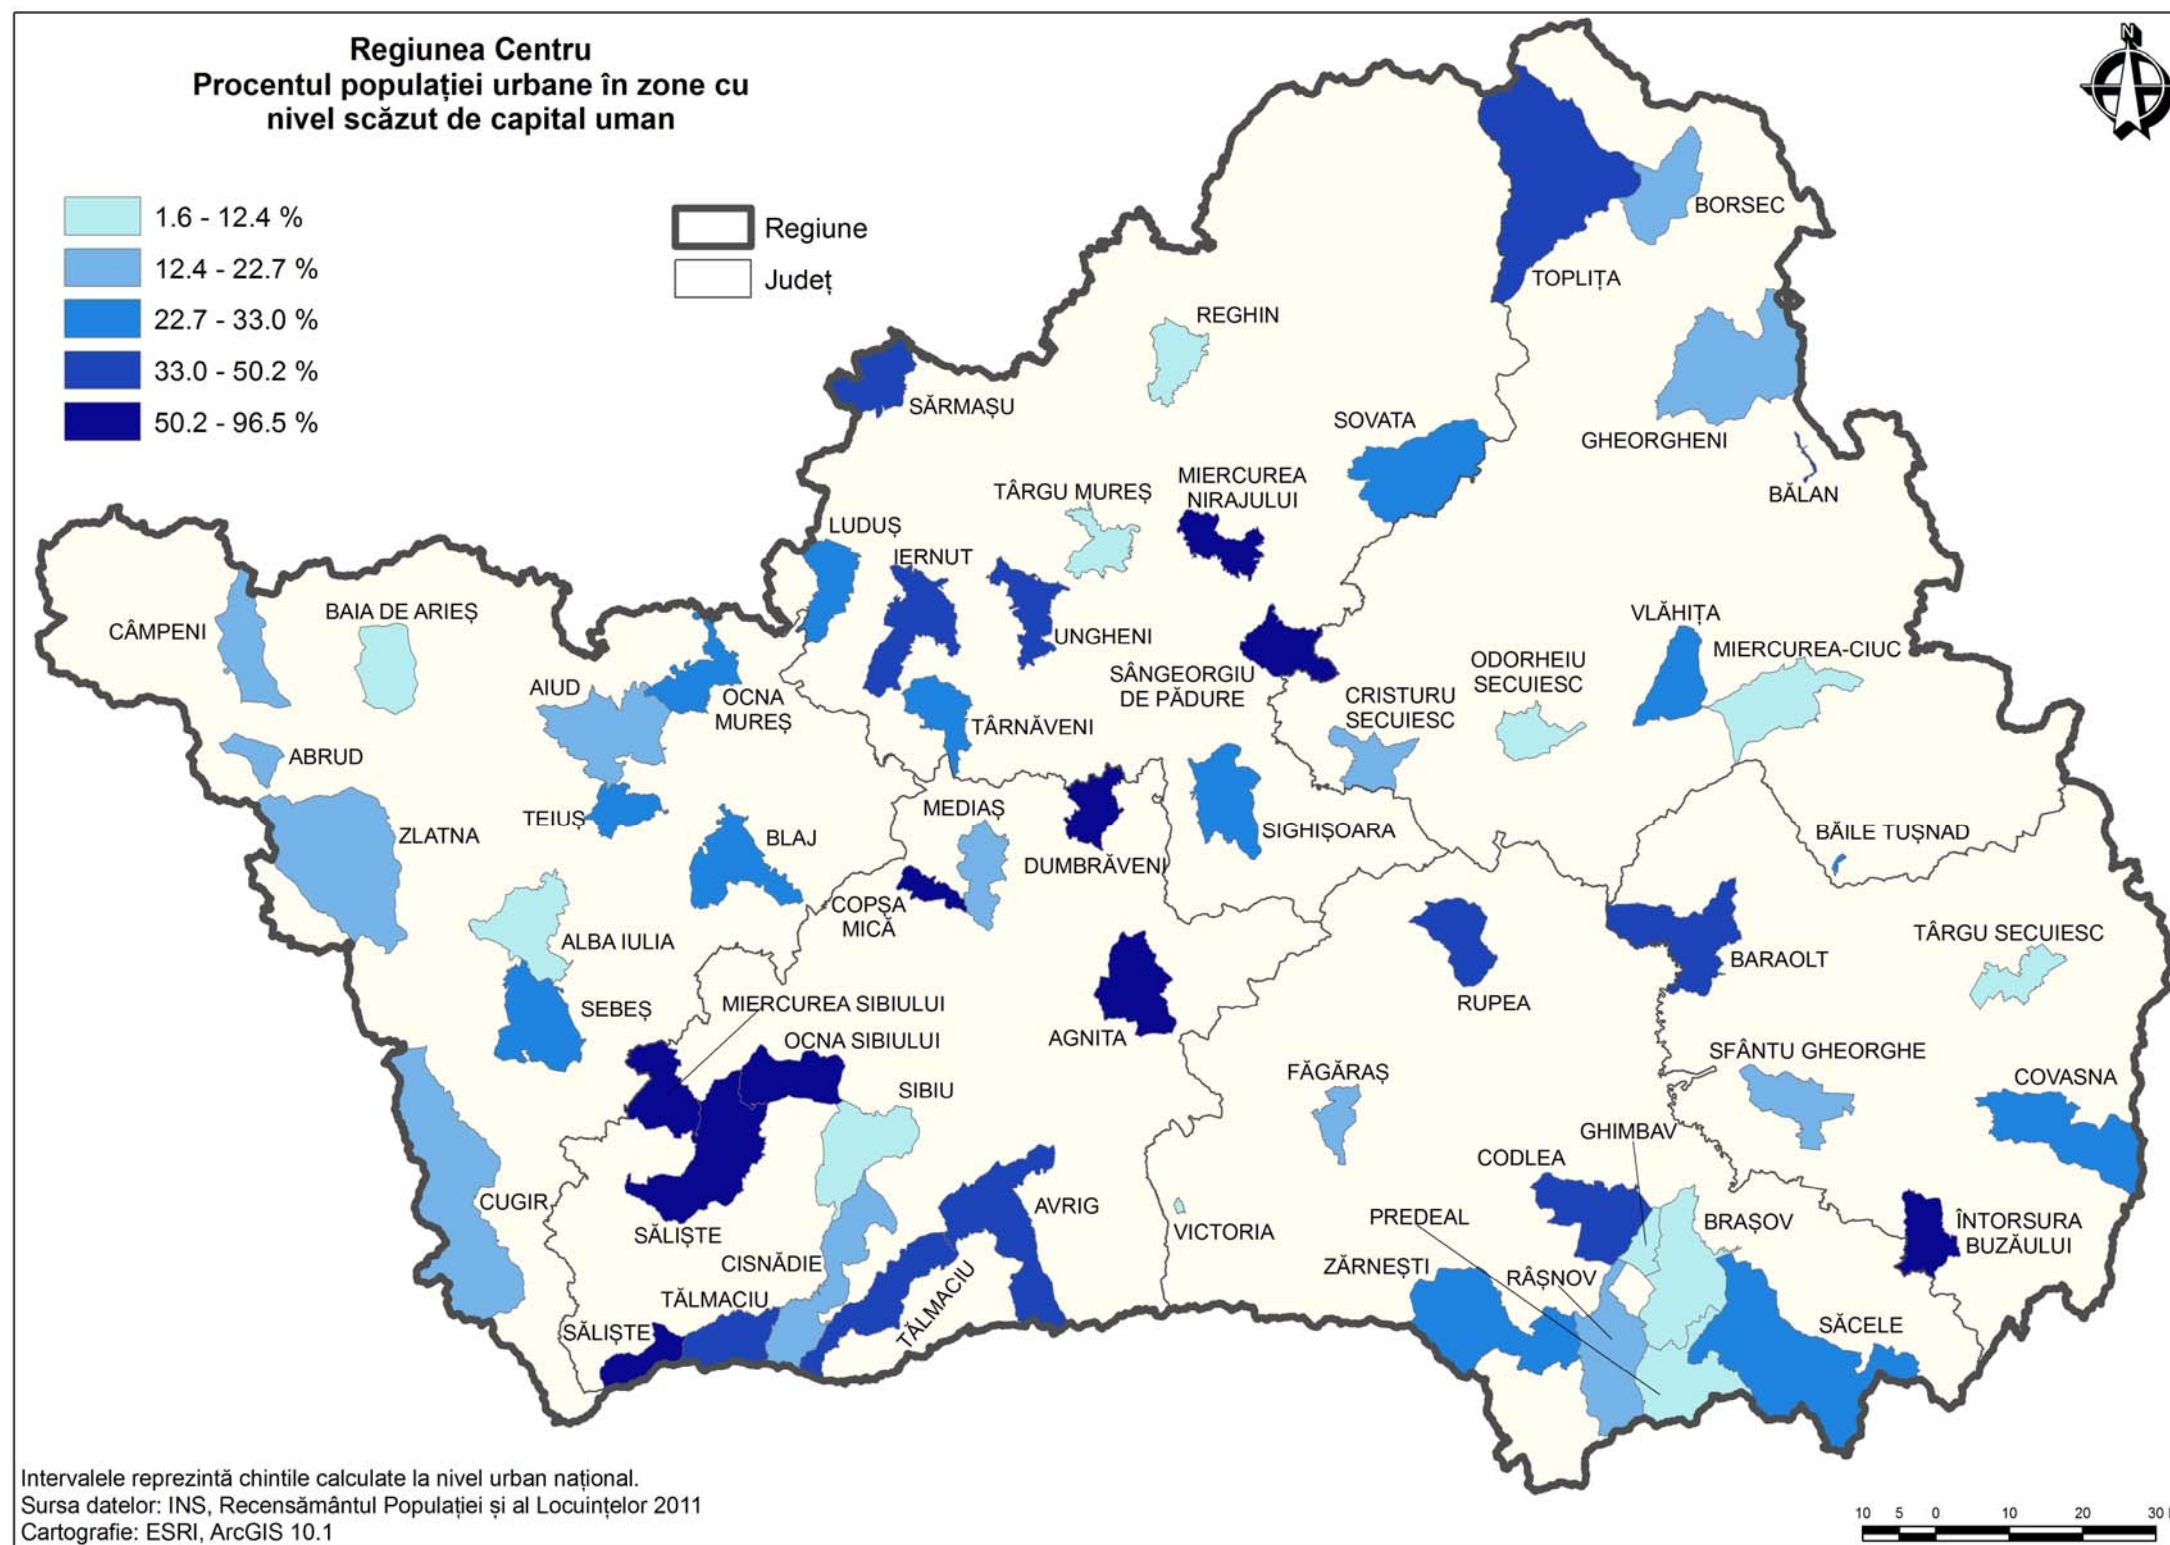 Regiunea Centru
Procentul populației urbane în zone cu
nivel scăzut de capital uman
N
1.6 - 12.4 %
12.4 - 22.7 %
22.7 - 33.0 %
33.0 - 50.2 %
50.2 - 96.5 %
Regiune
Județ
BORSEC
TOPLIȚA
REGHIN
SĂRMAȘU
SOVATA
GHEORGHENI
BĂLAN
TÂRGU MUREȘ
MIERCUREA
NIRAJULUI
LUDUȘ
IERNUT
UNGHENI
CÂMPENI
BAIA DE ARIEȘ
VLĂHIȚA
MIERCUREA-CIUC
ODORHEIU
SECUIESC
SÂNGEORGIU
DE PĂDURE
CRISTURU
SECUIESC
AIUD
OCNA
MUREȘ
TÂRNĂVENI
ABRUD
TEIUȘ
ZLATNA
BLAJ
MEDIAȘ
DUMBRĂVENI
SIGHIȘOARA
BĂILE TUȘNAD
COPȘA
MICĂ
ALBA IULIA
BARAOLT
TÂRGU SECUIESC
SEBEȘ
MIERCUREA SIBIULUI
RUPEA
OCNA SIBIULUI
AGNITA
SFÂNTU GHEORGHE
FĂGĂRAȘ
COVASNA
SIBIU
GHIMBAV
CODLEA
CUGIR
AVRIG
SĂLIȘTE
VICTORIA
PREDEAL
BRAȘOV
ÎNTORSURA
BUZĂULUI
CISNĂDIE
ZĂRNEȘTI
RÂȘNOV
TĂLMACIU
TĂLMACIU
SĂLIȘTE
SĂCELE
Intervalele reprezintă chintile calculate la nivel urban național.
Sursa datelor: INS, Recensământul Populației și al Locuințelor 2011
Cartografie: ESRI, ArcGIS 10.1
10 5 0 10 20 30